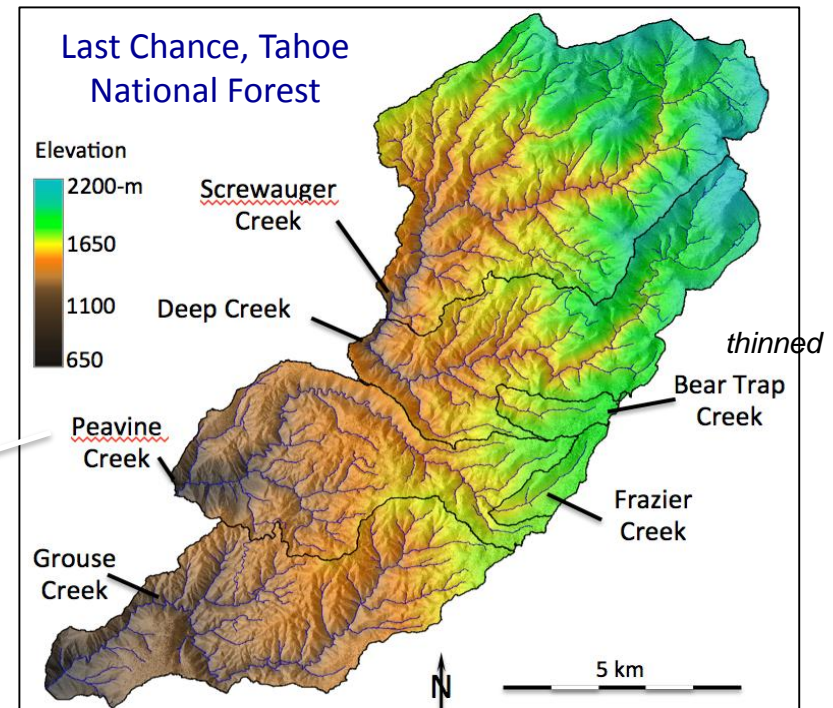 Last Chance, Tahoe
National Forest
Elevation
2200-m
1650
1100
650
Screwauger
Creek
Deep Creek
thinned
Bear Trap
Creek
Peavine
Creek
Frazier
Creek
Grouse
Creek
5 km
N